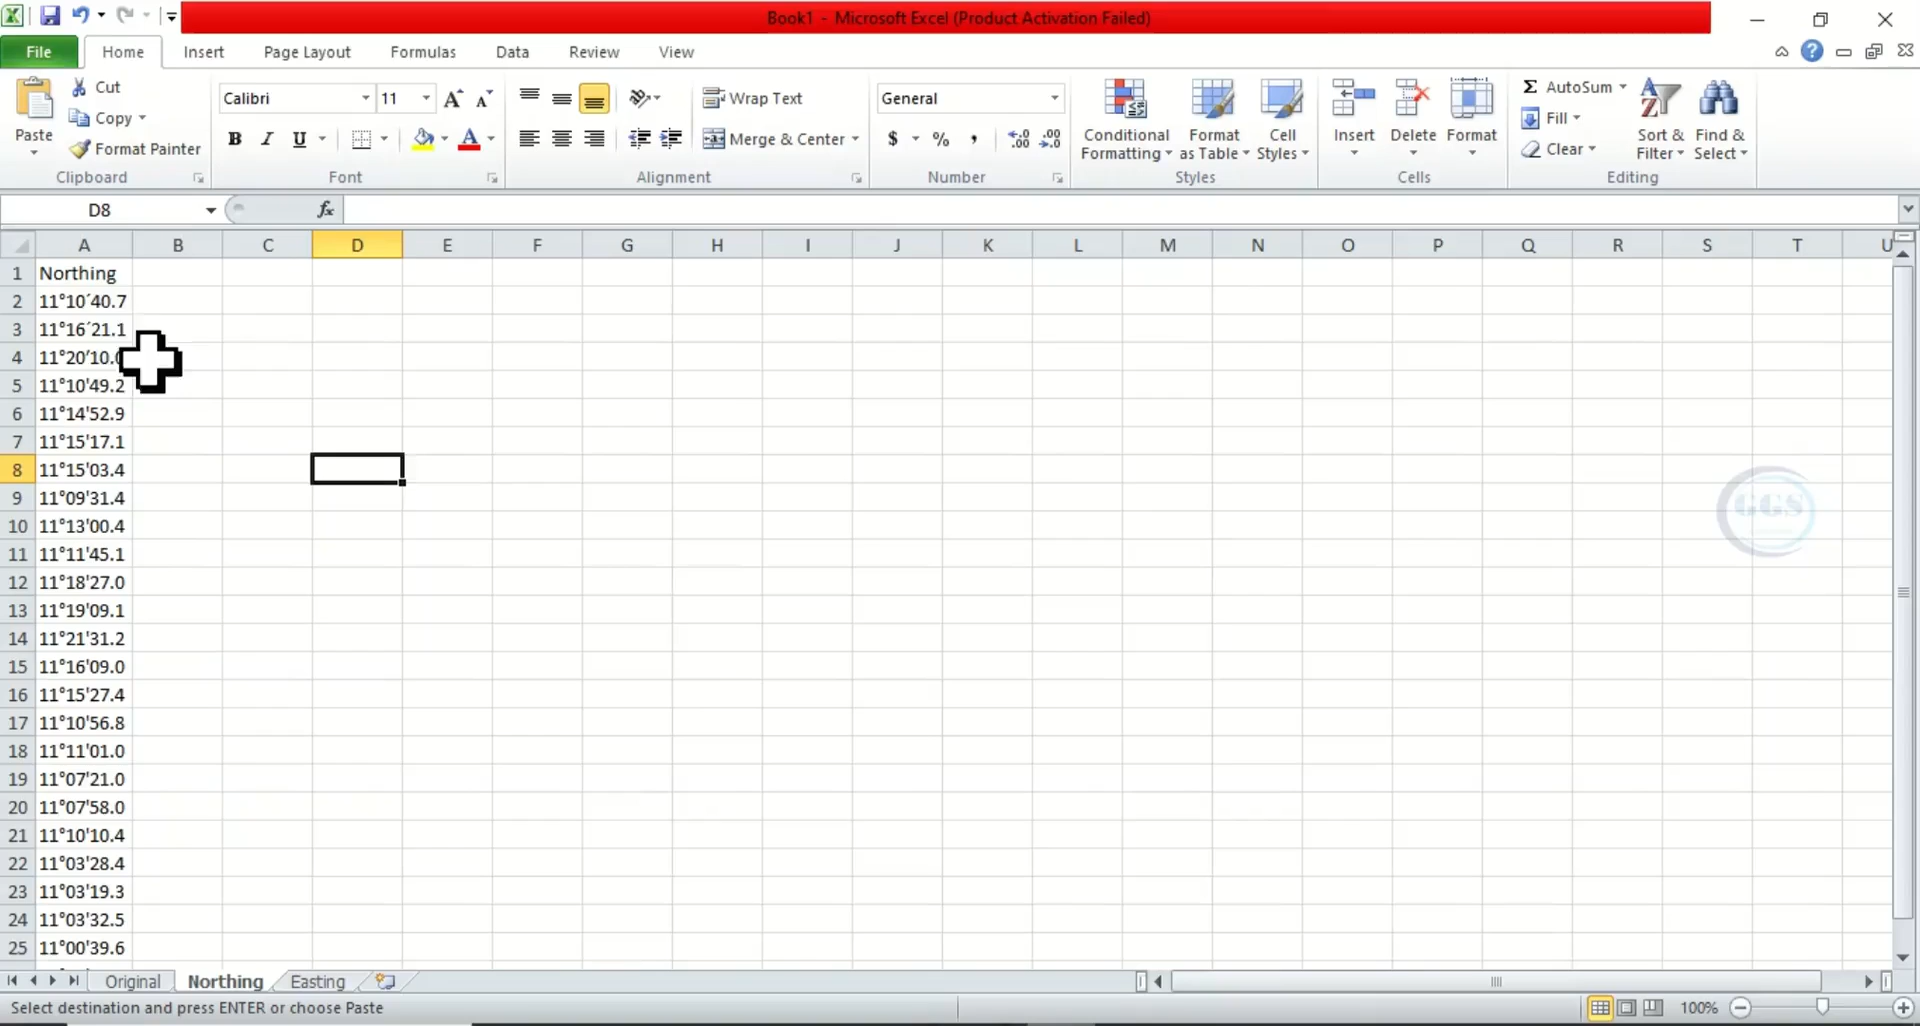 Book1 - Microsoft Excel (Product Activation Failed)
File Home Insert Page Layout Formulas Data Review View
Paste
Cut
Copy
Format Painter
Clipboard
Calibri 11
B I U
Font
Wrap Text
Merge & Center
Alignment
General
$ % ,
Number
Conditional Formatting
Format as Table
Cell Styles
Styles
Insert
Delete
Format
Cells
Σ AutoSum
Fill
Clear
Sort & Filter
Find & Select
Editing
D8 fx
A B C D E F G H I J K L M N O P Q R S T U
1 Northing
2 11°10´40.7
3 11°16´21.1
4 11°20'10.
5 11°10'49.2
6 11°14'52.9
7 11°15'17.1
8 11°15'03.4
9 11°09'31.4
10 11°13'00.4
11 11°11'45.1
12 11°18'27.0
13 11°19'09.1
14 11°21'31.2
15 11°16'09.0
16 11°15'27.4
17 11°10'56.8
18 11°11'01.0
19 11°07'21.0
20 11°07'58.0
21 11°10'10.4
22 11°03'28.4
23 11°03'19.3
24 11°03'32.5
25 11°00'39.6
GGS
Original Northing Easting
Select destination and press ENTER or choose Paste
100%